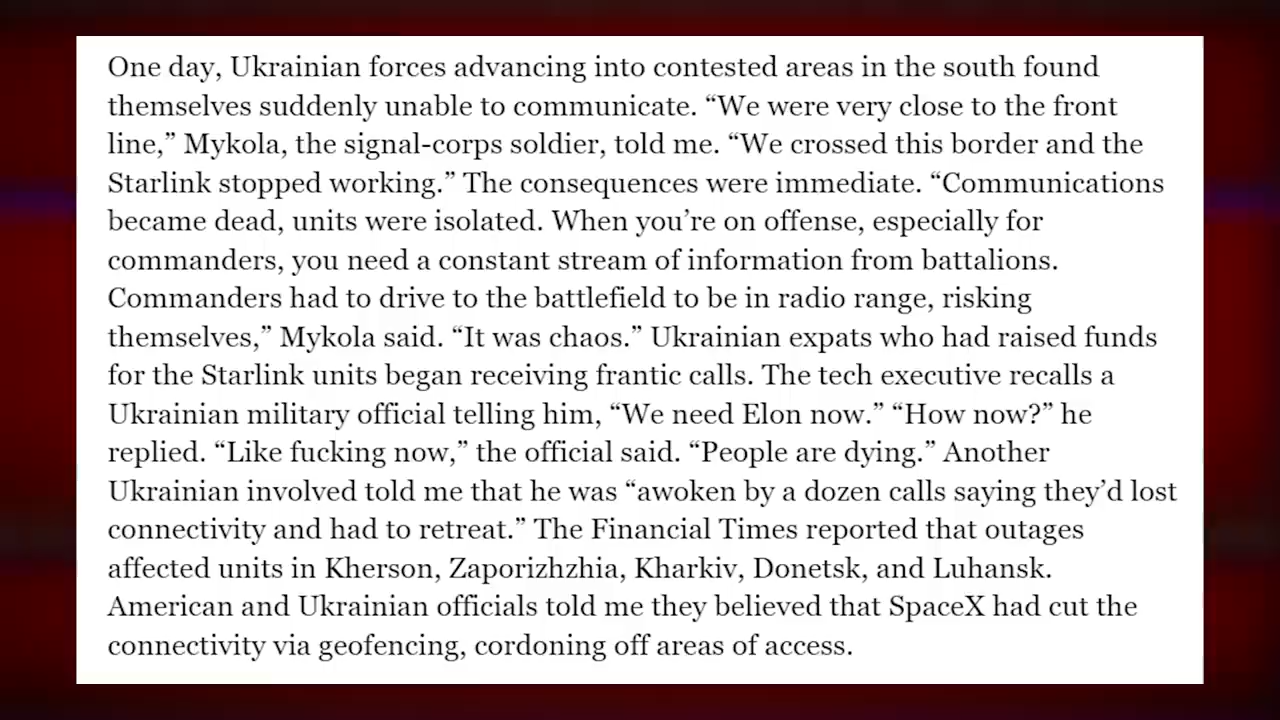 One day, Ukrainian forces advancing into contested areas in the south found
themselves suddenly unable to communicate. “We were very close to the front
line,” Mykola, the signal-corps soldier, told me. “We crossed this border and the
Starlink stopped working.” The consequences were immediate. “Communications
became dead, units were isolated. When you’re on offense, especially for
commanders, you need a constant stream of information from battalions.
Commanders had to drive to the battlefield to be in radio range, risking
themselves,” Mykola said. “It was chaos.” Ukrainian expats who had raised funds
for the Starlink units began receiving frantic calls. The tech executive recalls a
Ukrainian military official telling him, “We need Elon now.” “How now?” he
replied. “Like fucking now,” the official said. “People are dying.” Another
Ukrainian involved told me that he was “awoken by a dozen calls saying they’d lost
connectivity and had to retreat.” The Financial Times reported that outages
affected units in Kherson, Zaporizhzhia, Kharkiv, Donetsk, and Luhansk.
American and Ukrainian officials told me they believed that SpaceX had cut the
connectivity via geofencing, cordoning off areas of access.